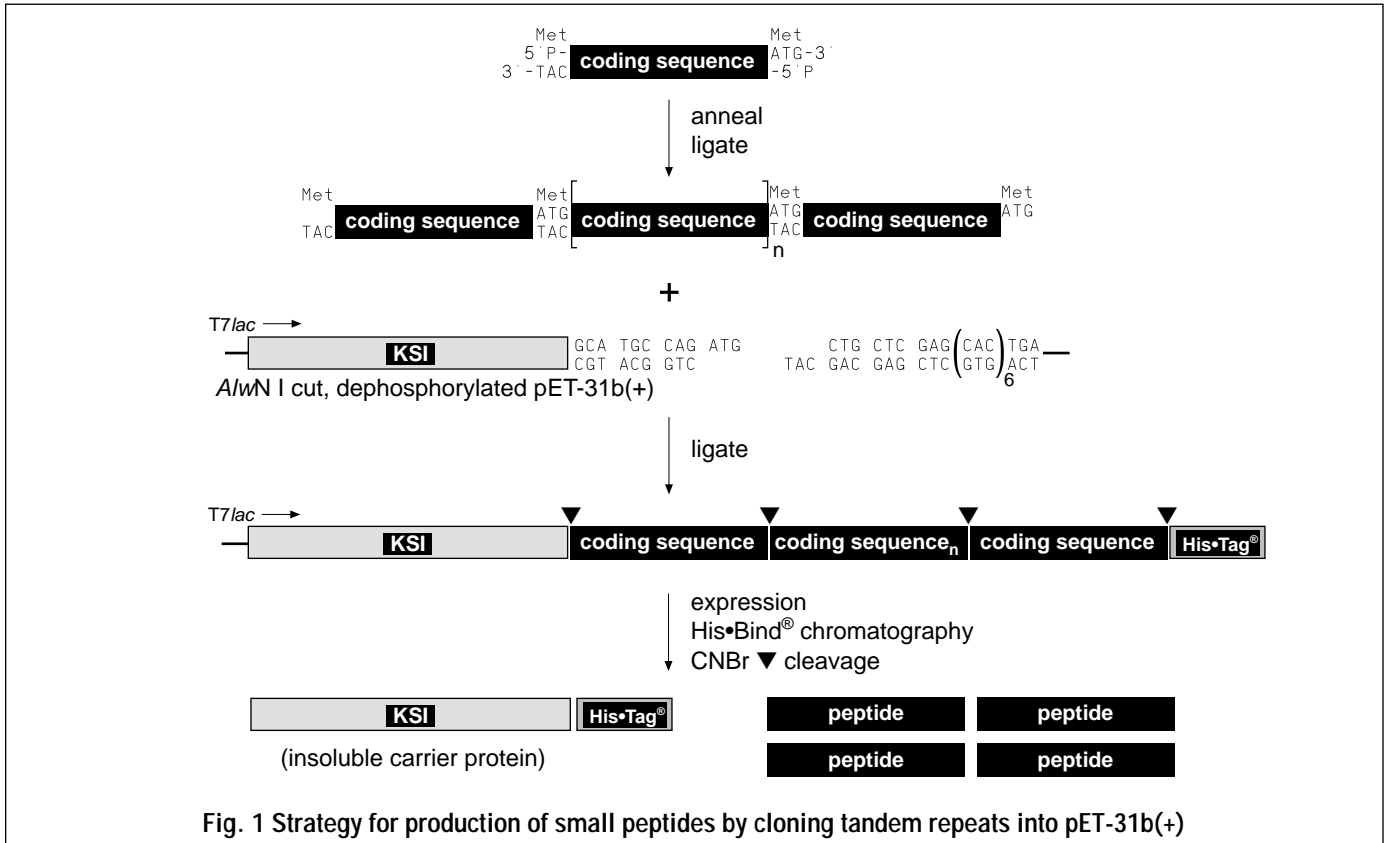 Met Met
5'P- ATG-3'
coding sequence
3'-TAC -5'P
anneal
ligate
Met Met Met Met
ATG ATG ATG
coding sequence coding sequence coding sequence
TAC TAC TAC
n
+
T7lac
KSI
GCA TGC CAG ATG CTG CTC GAG (CAC) TGA
CGT ACG GTC TAC GAC GAG CTC (GTG) ACT
6
AlwN I cut, dephosphorylated pET-31b(+)
ligate
T7lac
KSI coding sequence coding sequencen coding sequence His•Tag®
expression
His•Bind® chromatography
CNBr ▼ cleavage
KSI His•Tag® peptide peptide
(insoluble carrier protein) peptide peptide
Fig. 1 Strategy for production of small peptides by cloning tandem repeats into pET-31b(+)